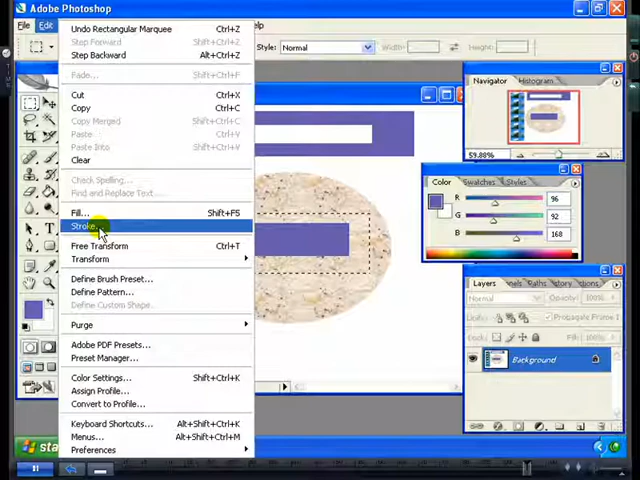 Adobe Photoshop
File Edit
Undo Rectangular Marquee Ctrl+Z
Step Forward Shift+Ctrl+Z
Step Backward Alt+Ctrl+Z
Fade... Shift+Ctrl+F
Cut Ctrl+X
Copy Ctrl+C
Copy Merged Shift+Ctrl+C
Paste Ctrl+V
Paste Into Shift+Ctrl+V
Clear
Check Spelling...
Find and Replace Text...
Fill... Shift+F5
Stroke...
Free Transform Ctrl+T
Transform
Define Brush Preset...
Define Pattern...
Define Custom Shape...
Purge
Adobe PDF Presets...
Preset Manager...
Color Settings... Shift+Ctrl+K
Assign Profile...
Convert to Profile...
Keyboard Shortcuts... Alt+Shift+Ctrl+K
Menus... Alt+Shift+Ctrl+M
Preferences
Style: Normal Width: Height:
Navigator Histogram
59.88%
Color Swatches Styles
R 96
G 92
B 168
Layers Paths
Normal Opacity: 100%
Propagate Frame 1
Lock: Fill: 100%
Background
TIME